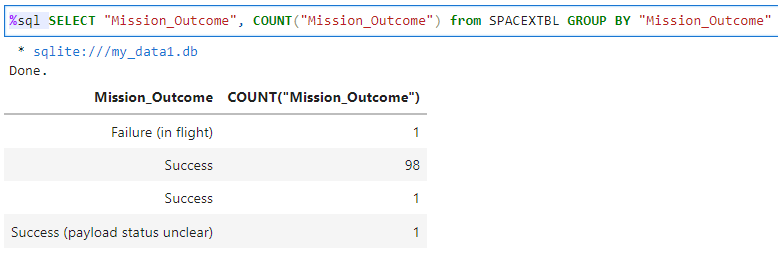 %sql SELECT "Mission_Outcome", COUNT("Mission_Outcome") from SPACEXTBL GROUP BY "Mission_Outcome"
* sqlite:///my_data1.db
Done.
Mission_Outcome COUNT("Mission_Outcome")
Failure (in flight) 1
Success 98
Success 1
Success (payload status unclear) 1